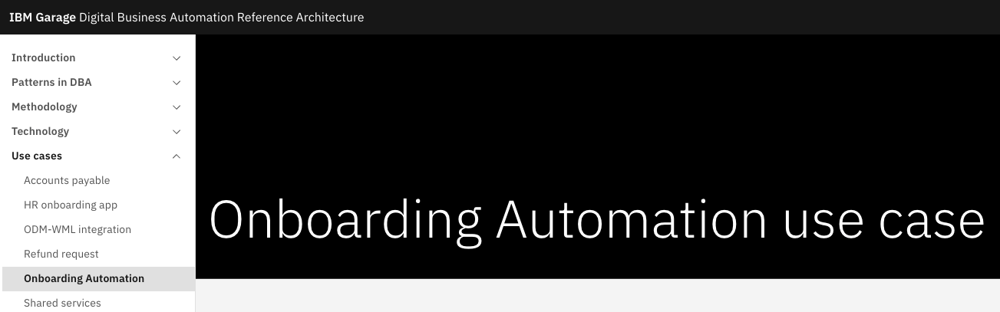 IBM Garage Digital Business Automation Reference Architecture
Introduction
Patterns in DBA
Methodology
Technology
Use cases
Accounts payable
HR onboarding app
ODM-WML integration
Refund request
Onboarding Automation
Shared services
Onboarding Automation use case